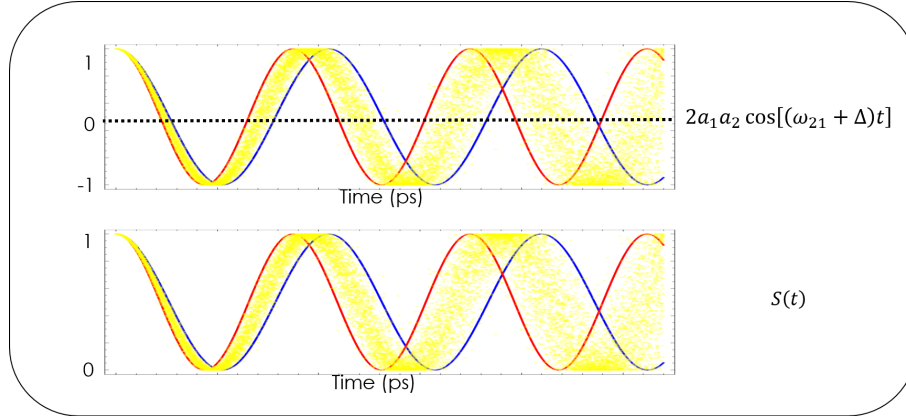 1
0
-1
2a₁a₂ cos[(ω₂₁ + Δ)t]
Time (ps)
1
0
S(t)
Time (ps)